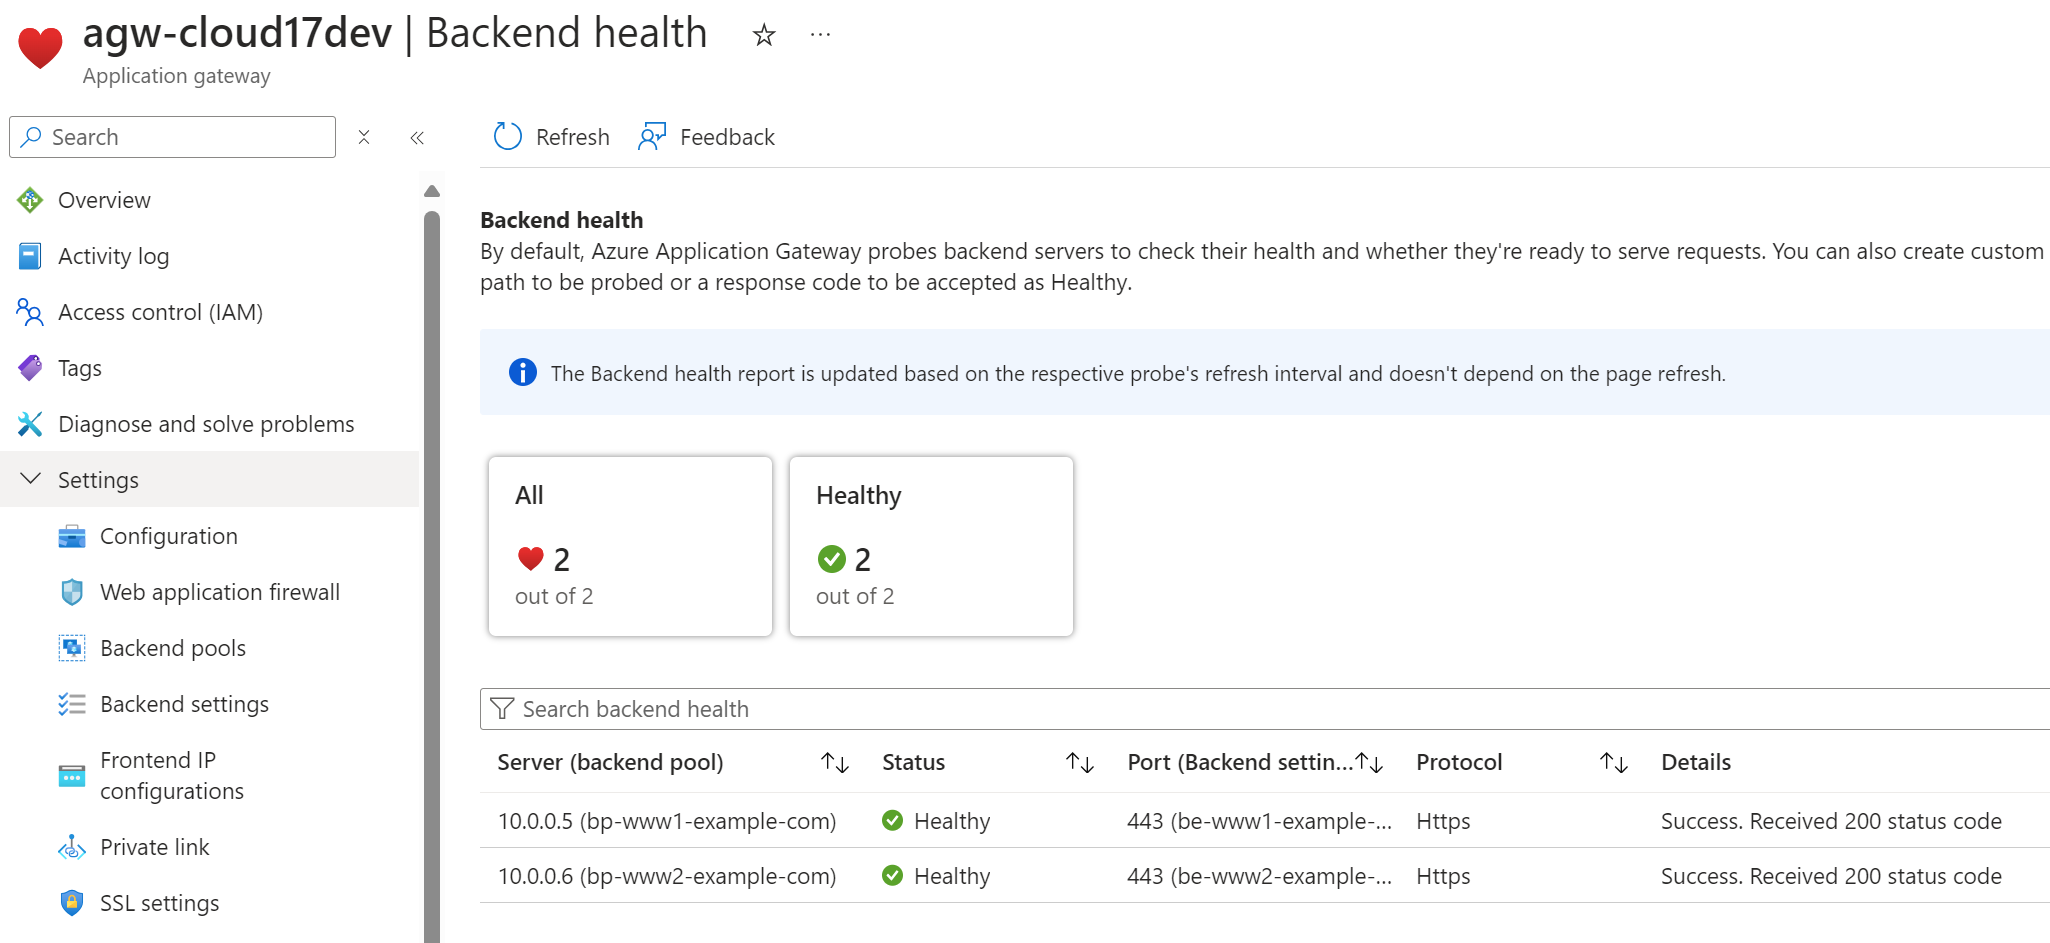 agw-cloud17dev | Backend health
Application gateway
Search
Overview
Activity log
Access control (IAM)
Tags
Diagnose and solve problems
Settings
Configuration
Web application firewall
Backend pools
Backend settings
Frontend IP
configurations
Private link
SSL settings
Refresh
Feedback
Backend health
By default, Azure Application Gateway probes backend servers to check their health and whether they're ready to serve requests. You can also create custom
path to be probed or a response code to be accepted as Healthy.
The Backend health report is updated based on the respective probe's refresh interval and doesn't depend on the page refresh.
All
2
out of 2
Healthy
2
out of 2
Search backend health
Server (backend pool) Status Port (Backend settin... Protocol Details
10.0.0.5 (bp-www1-example-com) Healthy 443 (be-www1-example-... Https Success. Received 200 status code
10.0.0.6 (bp-www2-example-com) Healthy 443 (be-www2-example-... Https Success. Received 200 status code